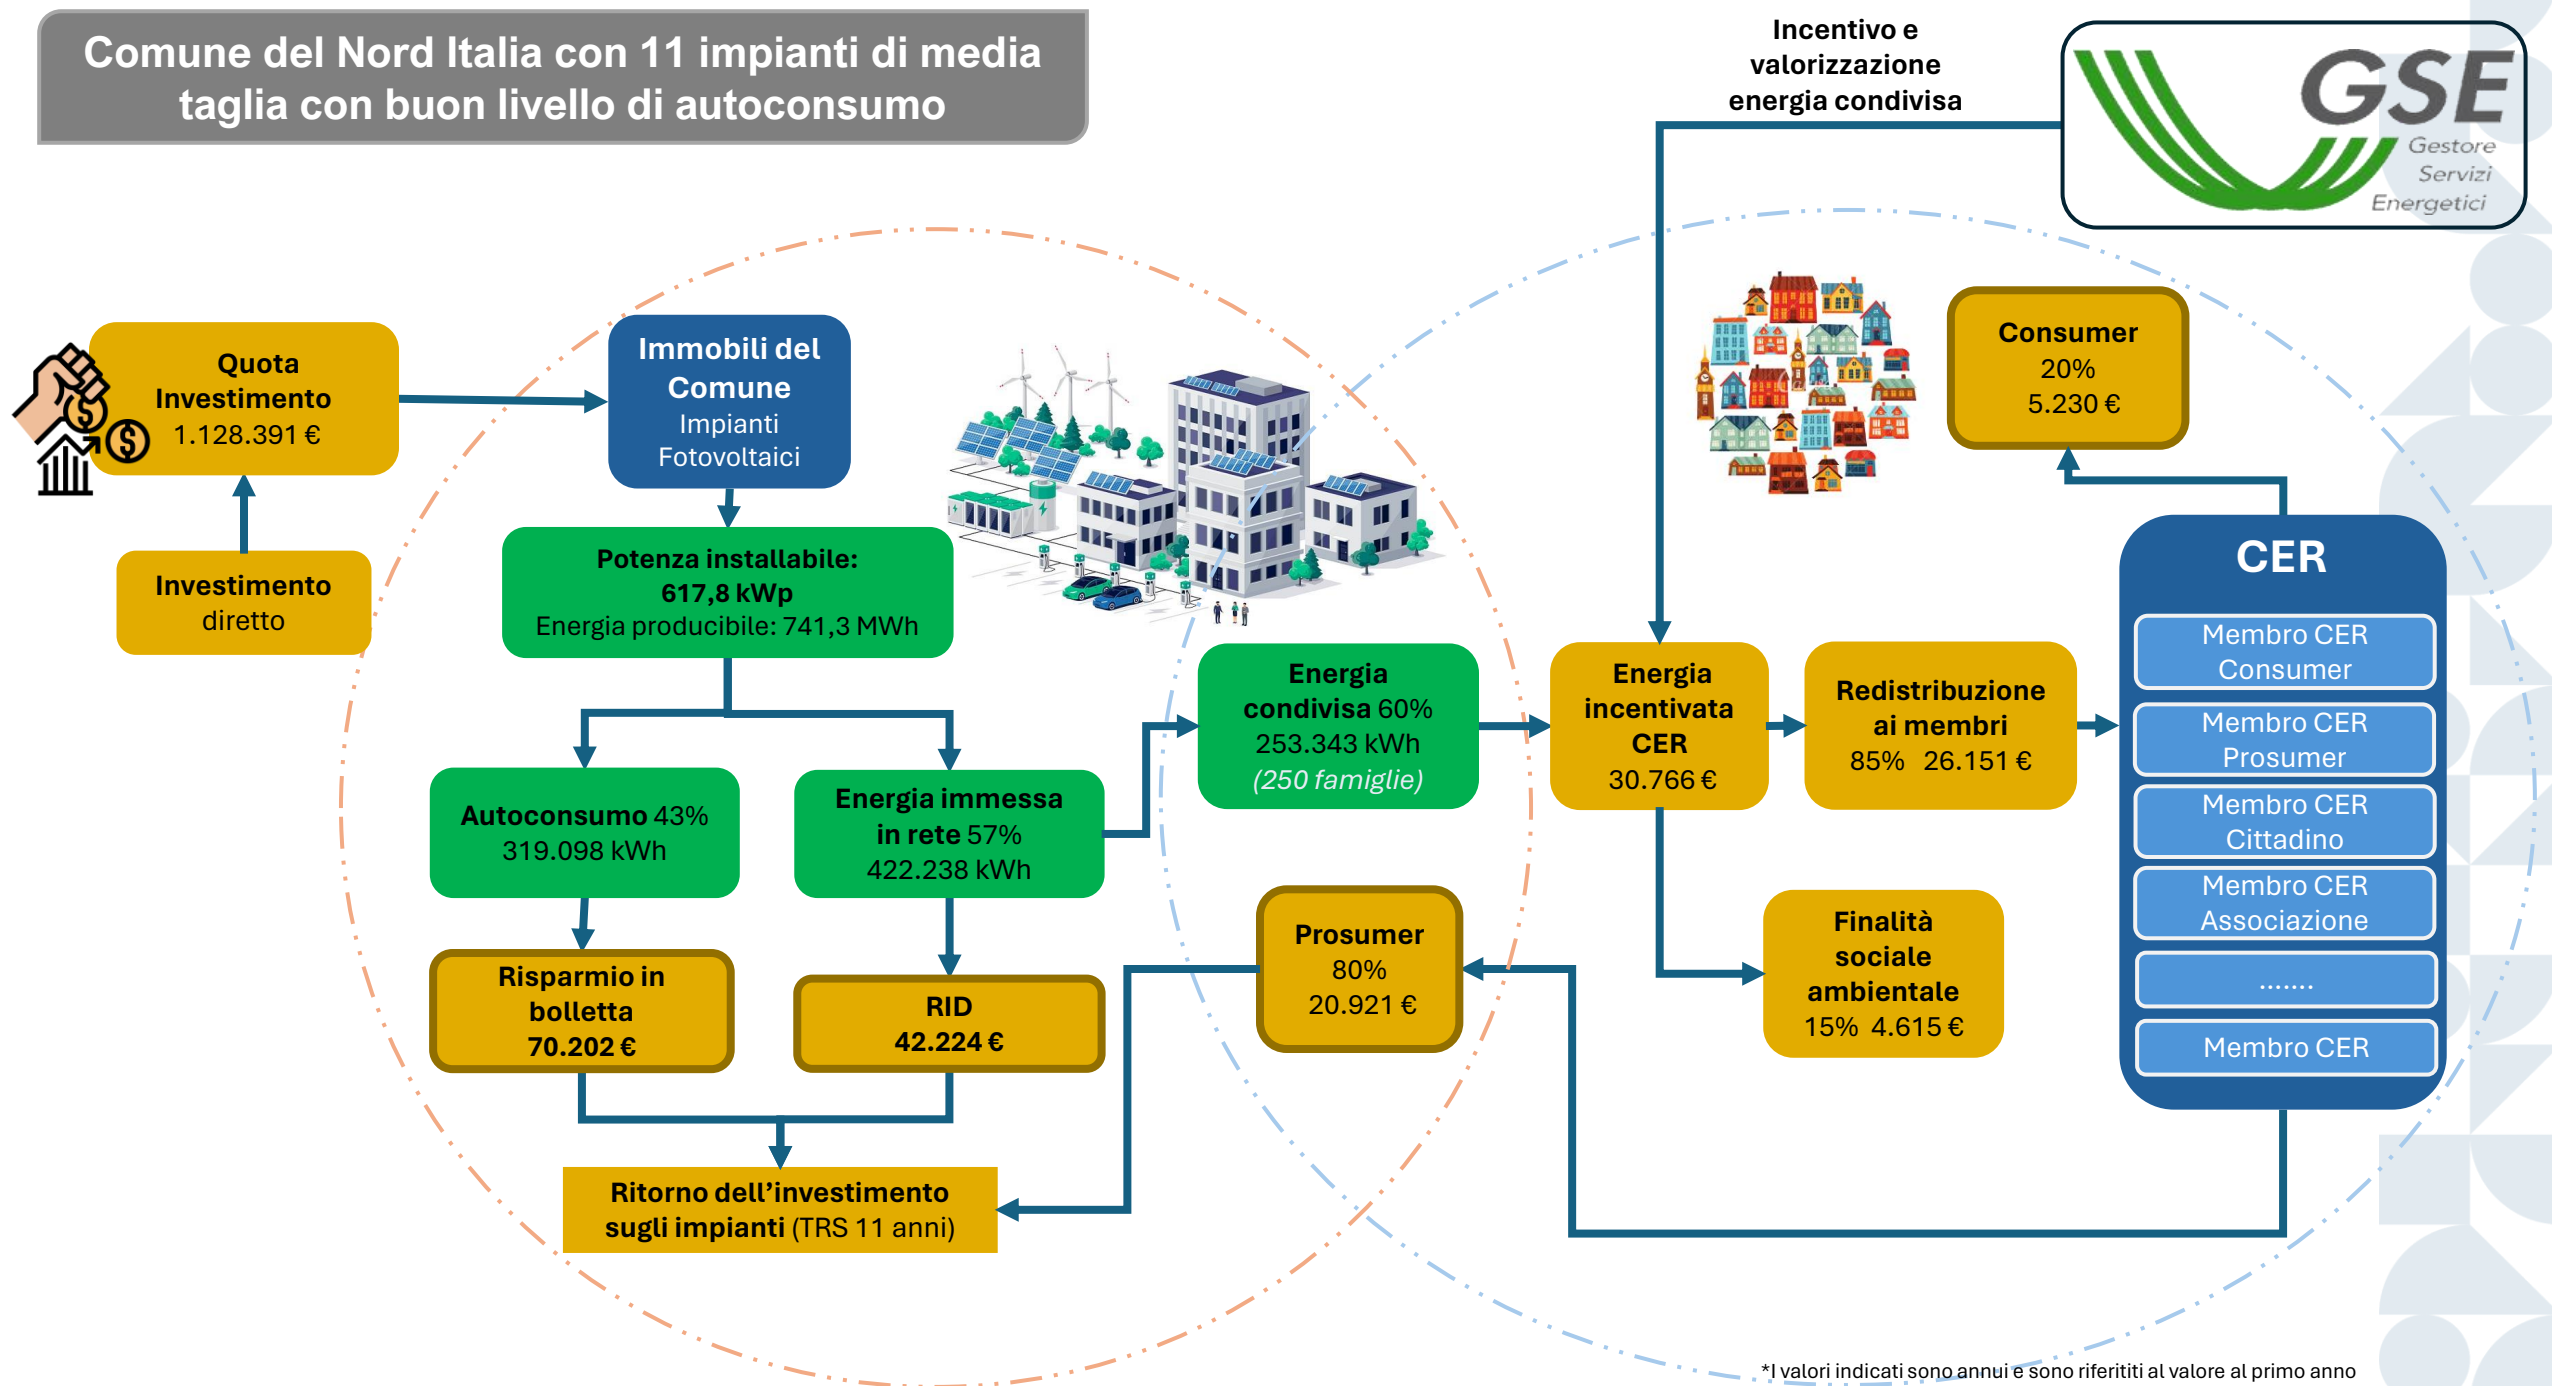 Comune del Nord Italia con 11 impianti di media
taglia con buon livello di autoconsumo
Incentivo e
valorizzazione
energia condivisa
GSE
Gestore
Servizi
Energetici
Quota
Investimento
1.128.391 €
Investimento
diretto
Immobili del
Comune
Impianti
Fotovoltaici
Potenza installabile:
617,8 kWp
Energia producibile: 741,3 MWh
Autoconsumo 43%
319.098 kWh
Energia immessa
in rete 57%
422.238 kWh
Risparmio in
bolletta
70.202 €
RID
42.224 €
Ritorno dell’investimento
sugli impianti (TRS 11 anni)
Energia
condivisa 60%
253.343 kWh
(250 famiglie)
Prosumer
80%
20.921 €
Energia
incentivata
CER
30.766 €
Redistribuzione
ai membri
85% 26.151 €
Finalità
sociale
ambientale
15% 4.615 €
Consumer
20%
5.230 €
CER
Membro CER
Consumer
Membro CER
Prosumer
Membro CER
Cittadino
Membro CER
Associazione
.......
Membro CER
*I valori indicati sono annui e sono riferititi al valore al primo anno